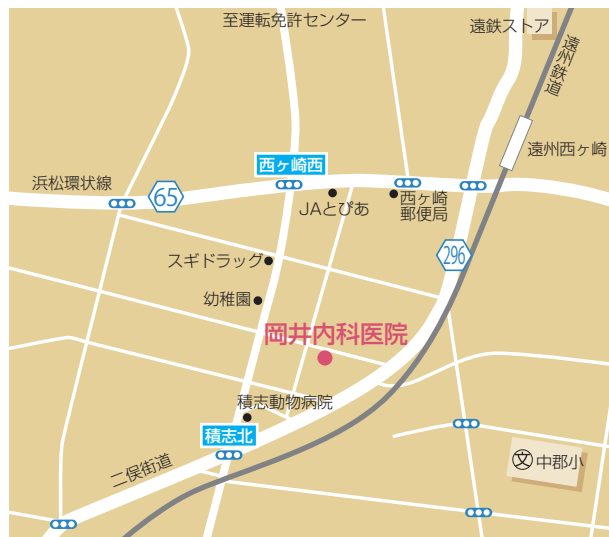 至運転免許センター
遠鉄ストア
遠州鉄道
遠州西ヶ崎
西ヶ崎西
浜松環状線
65
JAとぴあ
西ヶ崎
郵便局
296
スギドラッグ
幼稚園
岡井内科医院
積志動物病院
積志北
二俣街道
文
中郡小